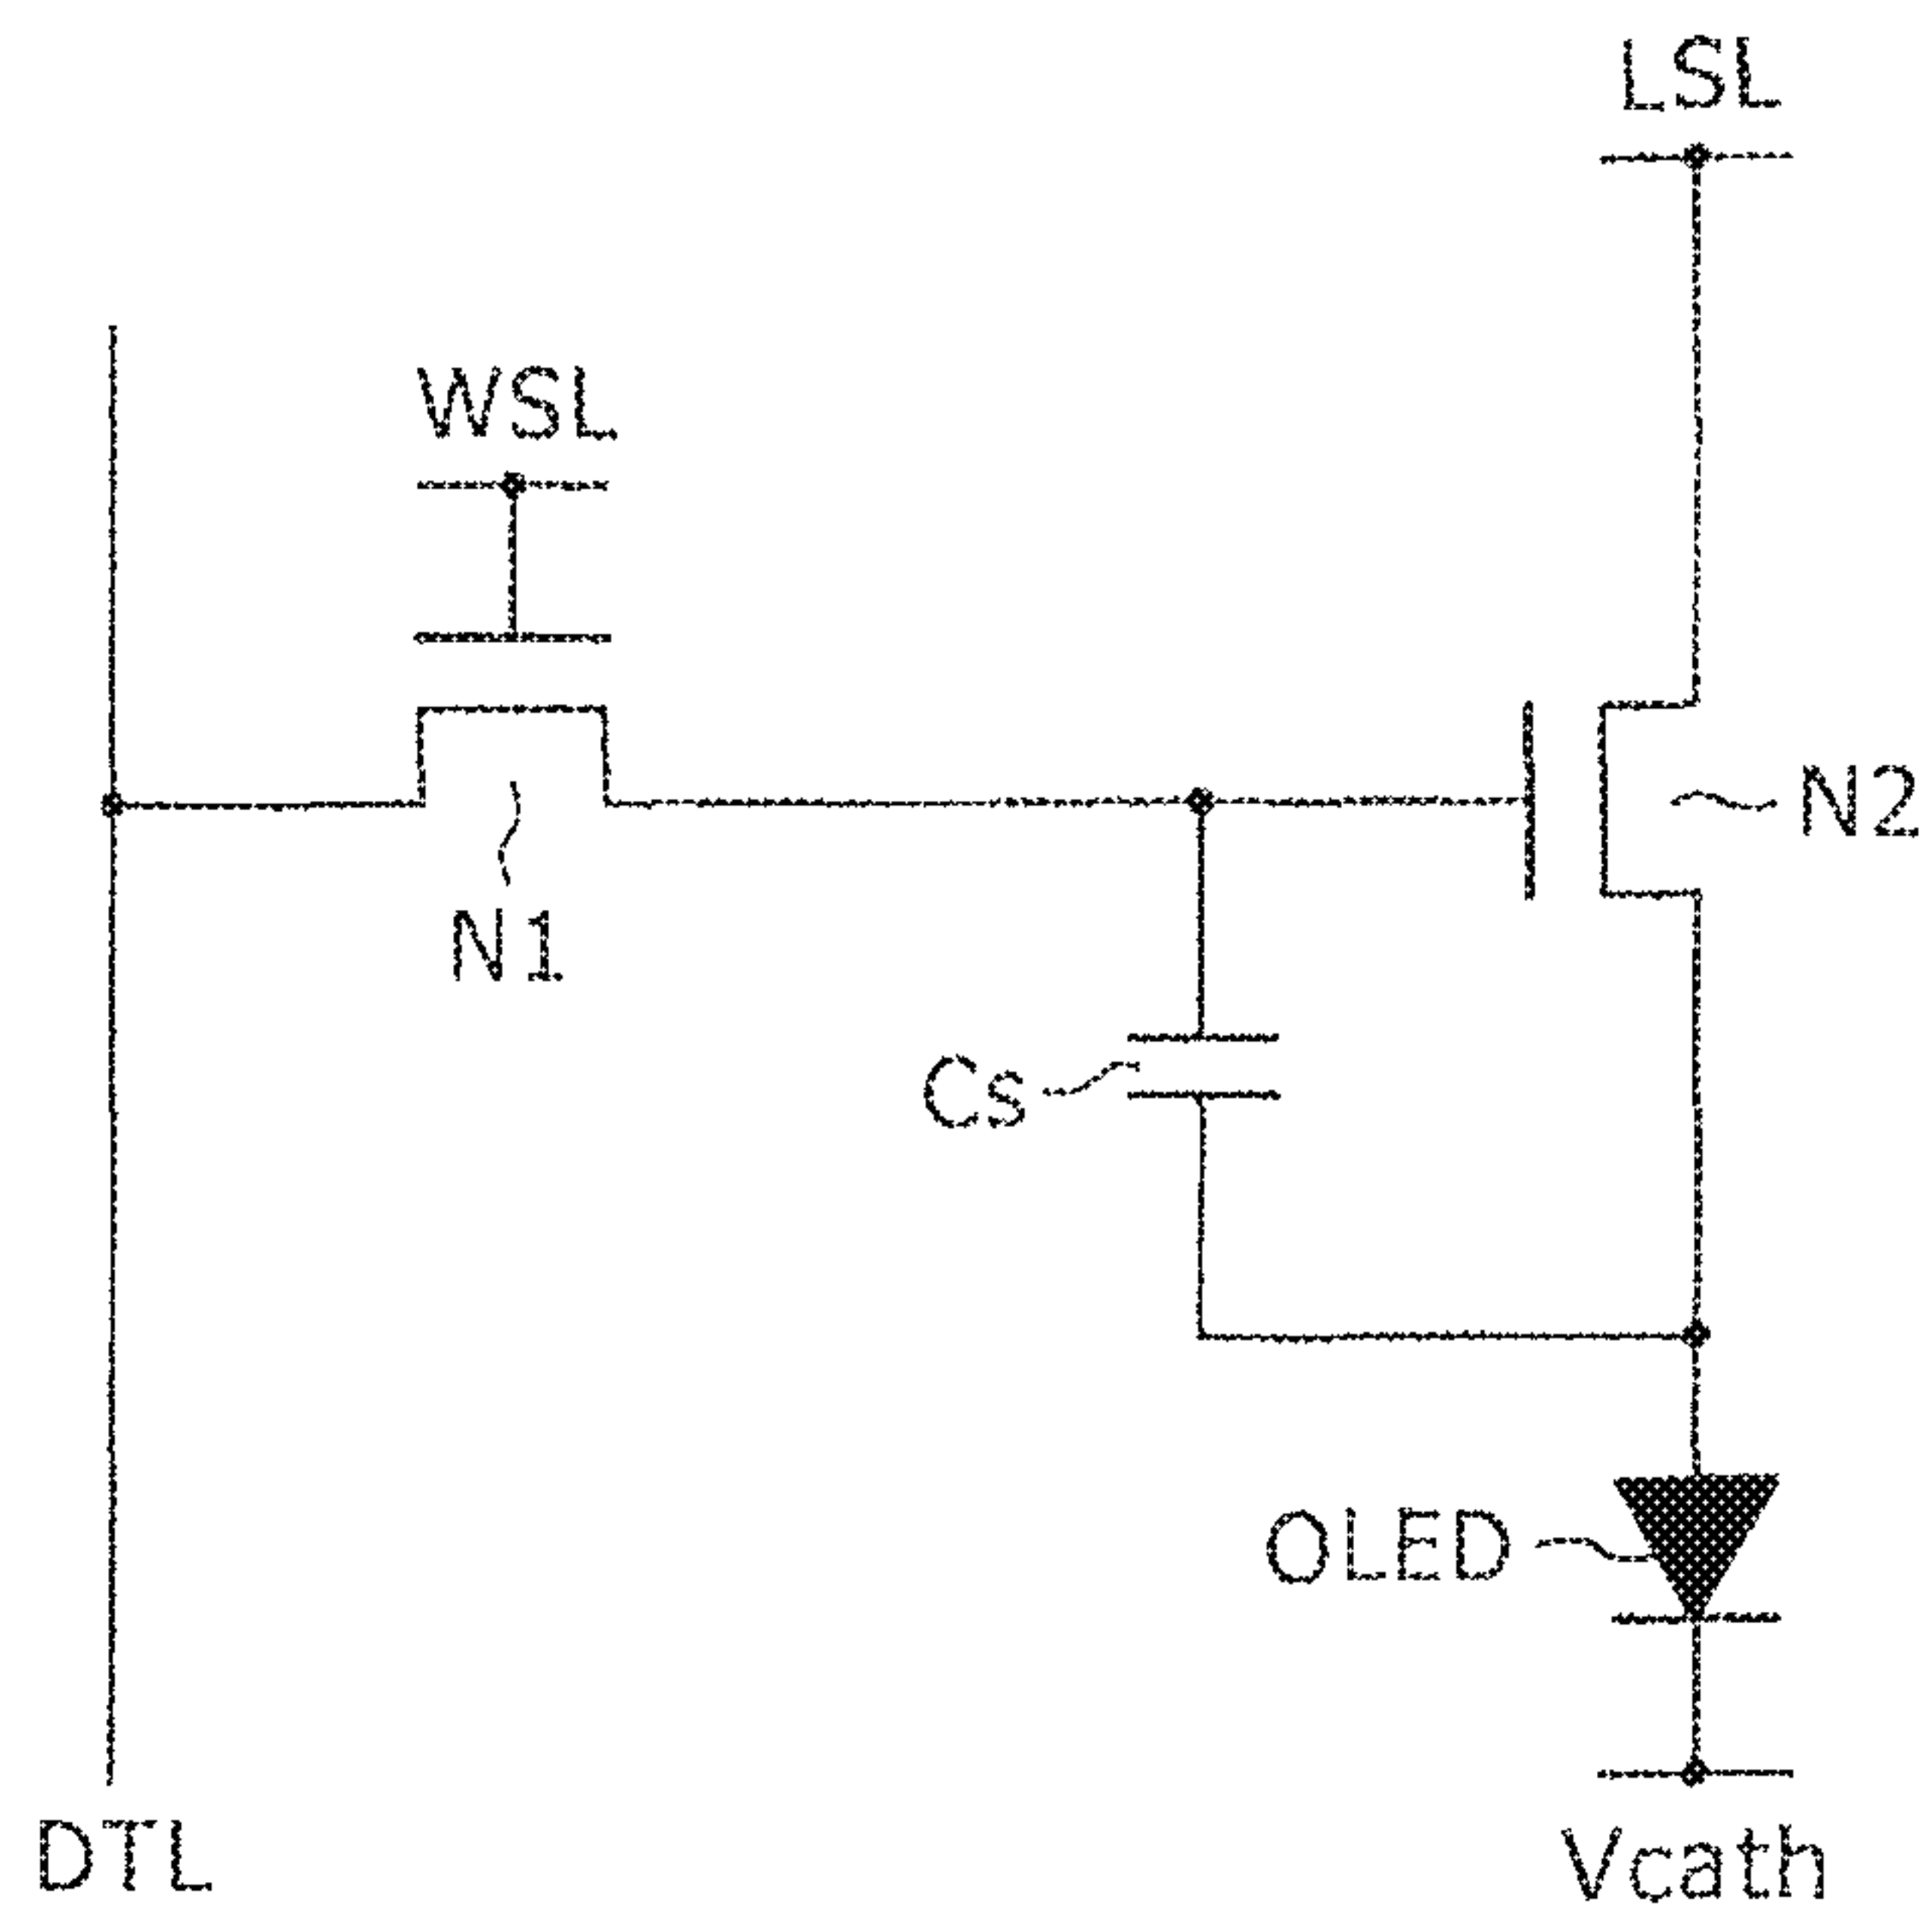 LSL
WSL
N2
N1
Cs
OLED
DTL
Vcath